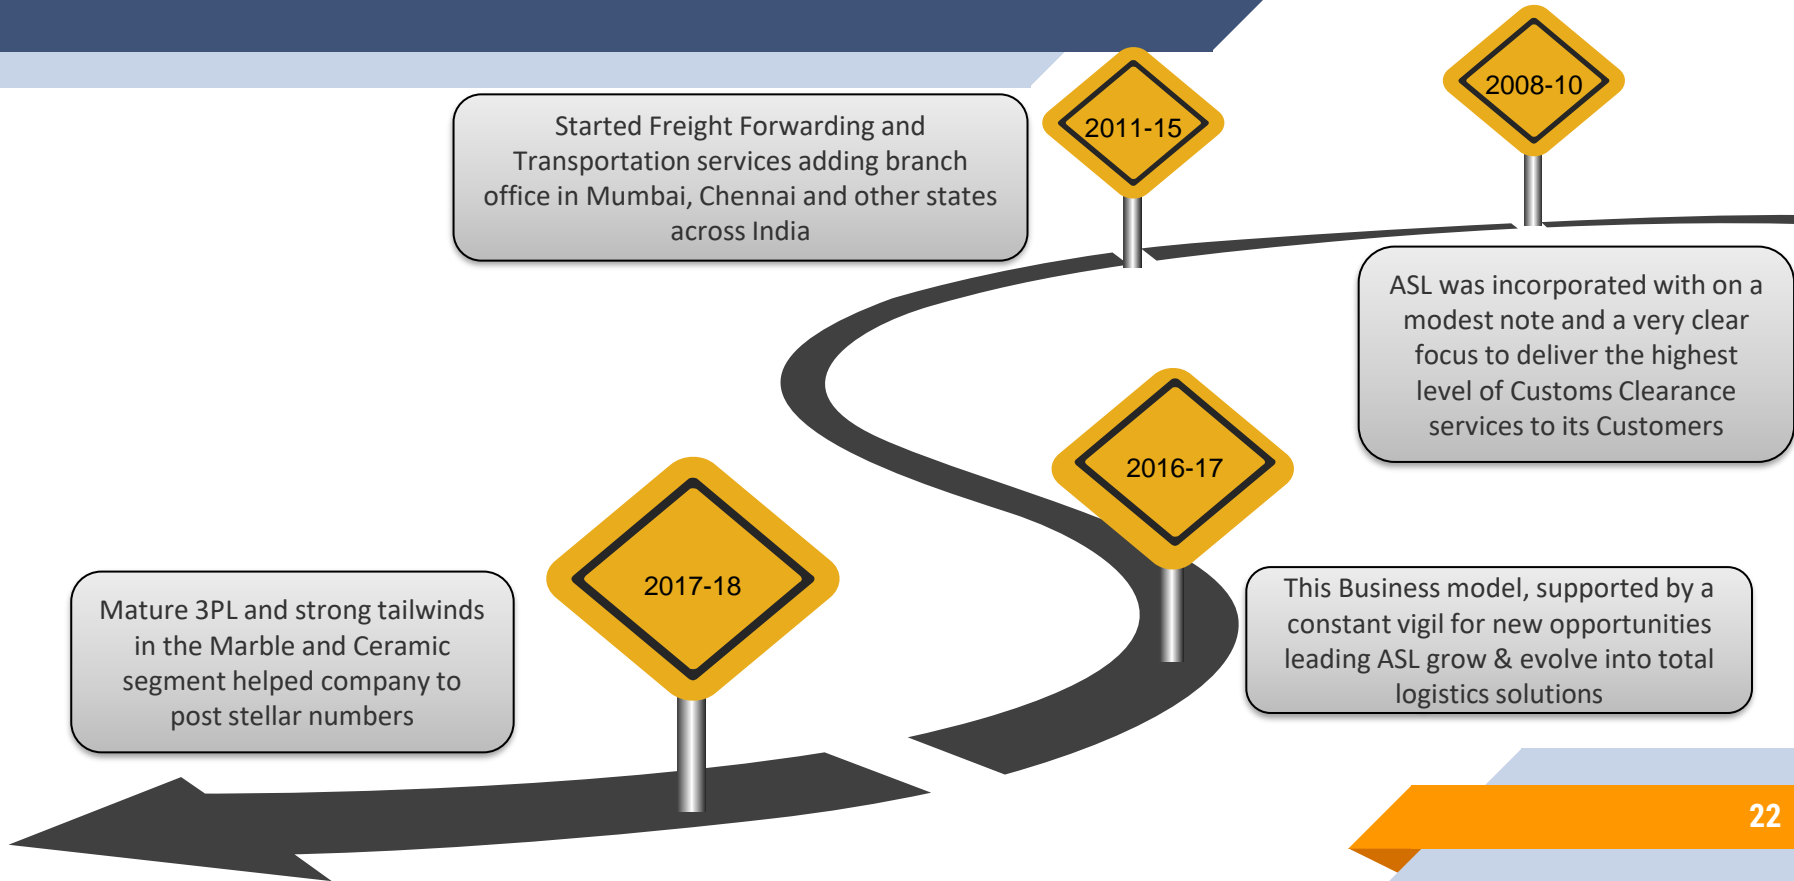 2008-10
ASL was incorporated with on a
modest note and a very clear
focus to deliver the highest
level of Customs Clearance
services to its Customers
2011-15
Started Freight Forwarding and
Transportation services adding branch
office in Mumbai, Chennai and other states
across India
2016-17
This Business model, supported by a
constant vigil for new opportunities
leading ASL grow & evolve into total
logistics solutions
2017-18
Mature 3PL and strong tailwinds
in the Marble and Ceramic
segment helped company to
post stellar numbers
22